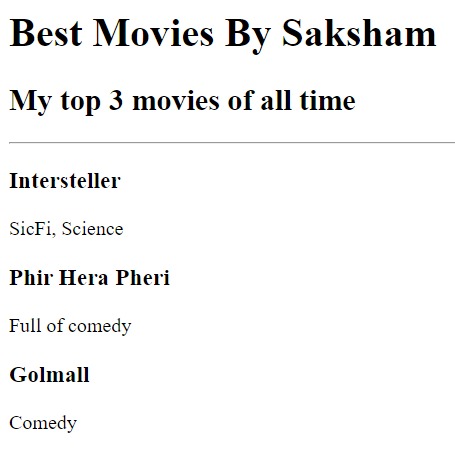 Best Movies By Saksham
My top 3 movies of all time
Intersteller
SicFi, Science
Phir Hera Pheri
Full of comedy
Golmall
Comedy